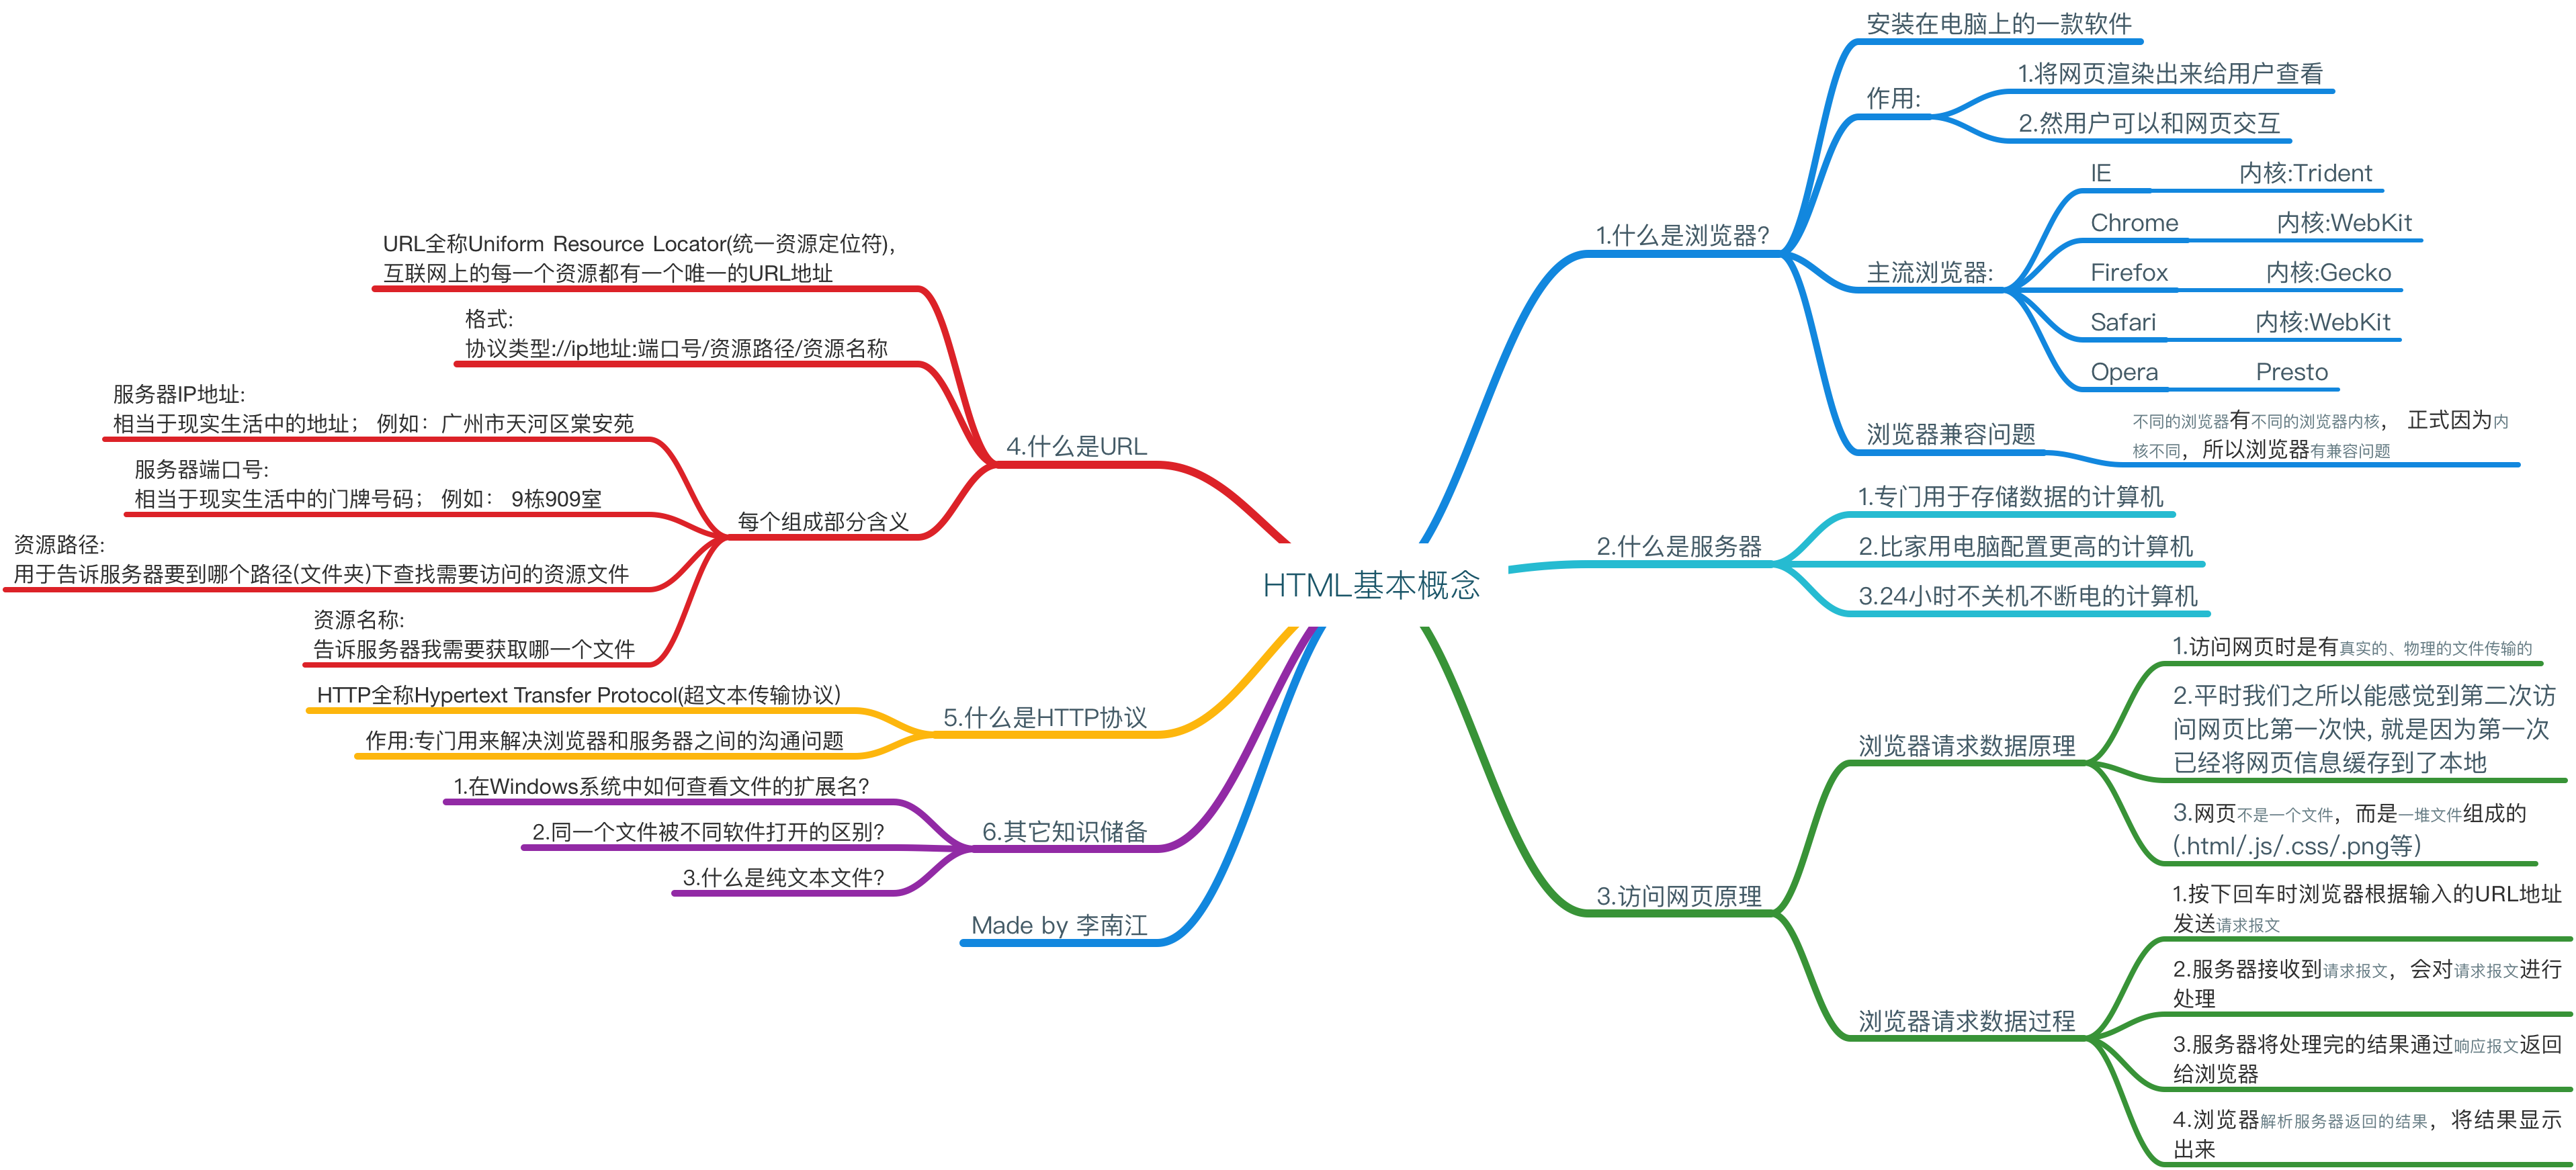 HTML基本概念
1.什么是浏览器?
安装在电脑上的一款软件
作用:
1.将网页渲染出来给用户查看
2.然用户可以和网页交互
主流浏览器:
IE 内核:Trident
Chrome 内核:WebKit
Firefox 内核:Gecko
Safari 内核:WebKit
Opera Presto
浏览器兼容问题
不同的浏览器有不同的浏览器内核， 正式因为内
核不同，所以浏览器有兼容问题
2.什么是服务器
1.专门用于存储数据的计算机
2.比家用电脑配置更高的计算机
3.24小时不关机不断电的计算机
3.访问网页原理
浏览器请求数据原理
1.访问网页时是有真实的、物理的文件传输的
2.平时我们之所以能感觉到第二次访
问网页比第一次快, 就是因为第一次
已经将网页信息缓存到了本地
3.网页不是一个文件，而是一堆文件组成的
(.html/.js/.css/.png等)
浏览器请求数据过程
1.按下回车时浏览器根据输入的URL地址
发送请求报文
2.服务器接收到请求报文，会对请求报文进行
处理
3.服务器将处理完的结果通过响应报文返回
给浏览器
4.浏览器解析服务器返回的结果，将结果显示
出来
4.什么是URL
URL全称Uniform Resource Locator(统一资源定位符),
互联网上的每一个资源都有一个唯一的URL地址
格式:
协议类型://ip地址:端口号/资源路径/资源名称
每个组成部分含义
服务器IP地址:
相当于现实生活中的地址； 例如：广州市天河区棠安苑
服务器端口号:
相当于现实生活中的门牌号码； 例如： 9栋909室
资源路径:
用于告诉服务器要到哪个路径(文件夹)下查找需要访问的资源文件
资源名称:
告诉服务器我需要获取哪一个文件
5.什么是HTTP协议
HTTP全称Hypertext Transfer Protocol(超文本传输协议)
作用:专门用来解决浏览器和服务器之间的沟通问题
6.其它知识储备
1.在Windows系统中如何查看文件的扩展名?
2.同一个文件被不同软件打开的区别?
3.什么是纯文本文件?
Made by 李南江